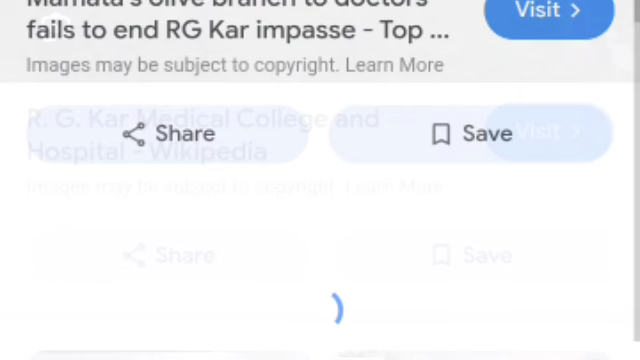 Mamata's olive branch to doctors
fails to end RG Kar impasse - Top ...
Visit >
Images may be subject to copyright. Learn More
R. G. Kar Medical College and
Hospital - Wikipedia
Visit >
Share
Save
Images may be subject to copyright. Learn More
Share
Save